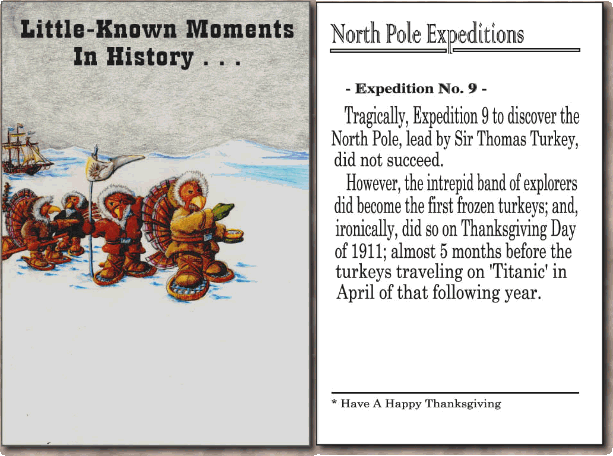 Little-Known Moments
In History . . .
North Pole Expeditions
- Expedition No. 9 -
Tragically, Expedition 9 to discover the
North Pole, lead by Sir Thomas Turkey,
did not succeed.
However, the intrepid band of explorers
did become the first frozen turkeys; and,
ironically, did so on Thanksgiving Day
of 1911; almost 5 months before the
turkeys traveling on 'Titanic' in
April of that following year.
* Have A Happy Thanksgiving